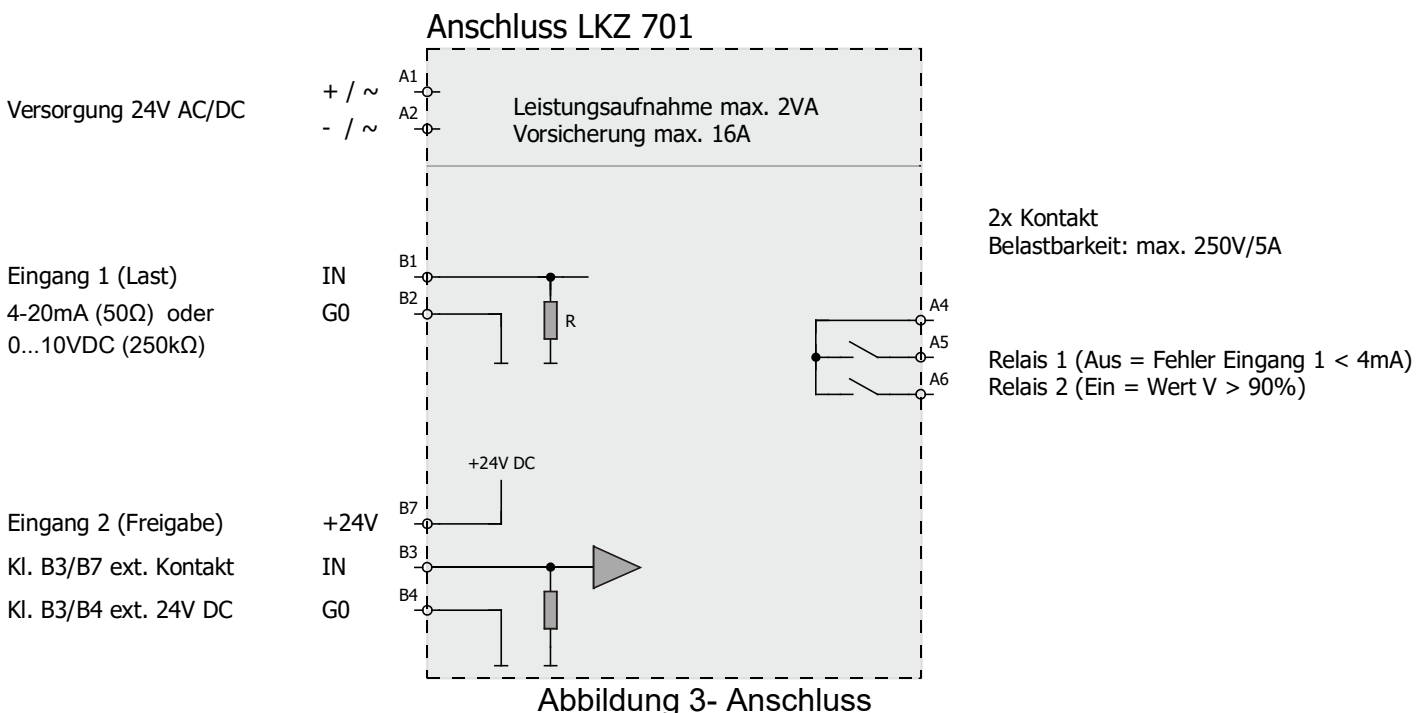 Anschluss LKZ 701
Versorgung 24V AC/DC
+ / ~
A1
- / ~
A2
Leistungsaufnahme max. 2VA
Vorsicherung max. 16A
2x Kontakt
Belastbarkeit: max. 250V/5A
Eingang 1 (Last)
IN
B1
4-20mA (50Ω) oder
G0
B2
0...10VDC (250kΩ)
R
A4
A5
Relais 1 (Aus = Fehler Eingang 1 < 4mA)
A6
Relais 2 (Ein = Wert V > 90%)
+24V DC
Eingang 2 (Freigabe)
+24V
B7
Kl. B3/B7 ext. Kontakt
IN
B3
Kl. B3/B4 ext. 24V DC
G0
B4
Abbildung 3- Anschluss